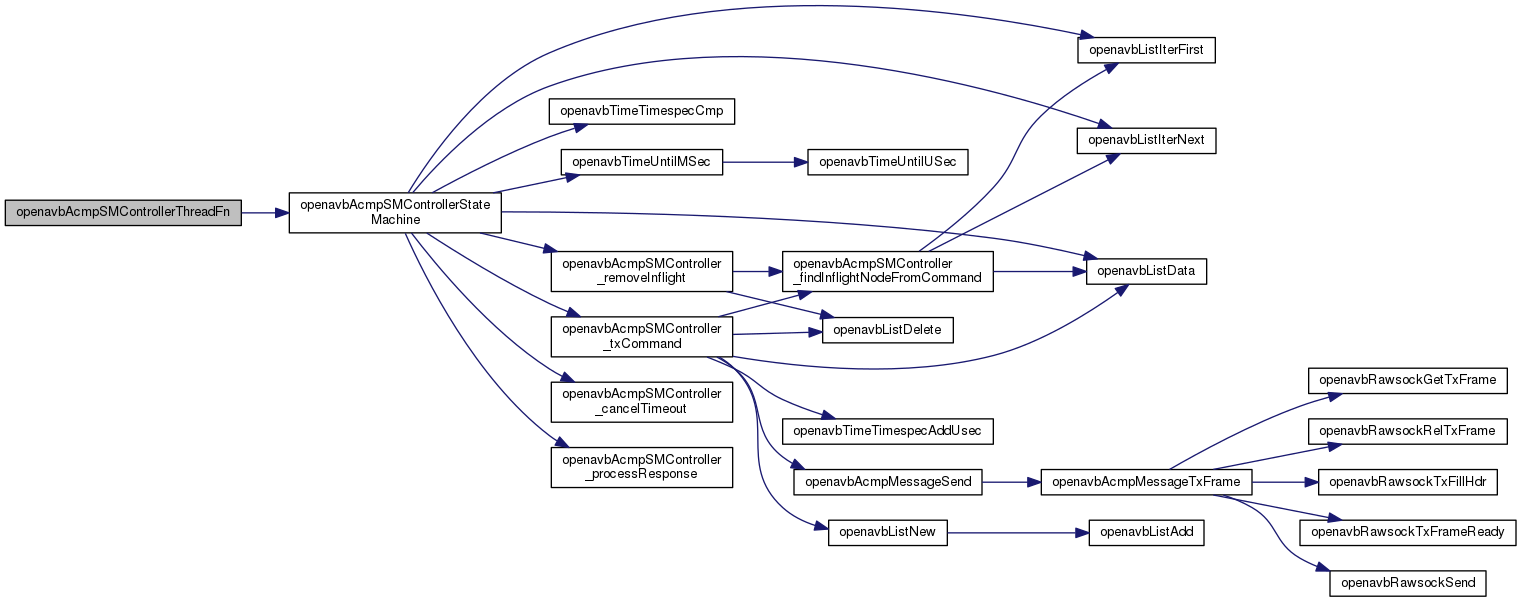 openavbAcmpSMControllerThreadFn
openavbAcmpSMControllerState
Machine
openavbTimeTimespecCmp
openavbTimeUntilMSec
openavbAcmpSMController
_removeInflight
openavbAcmpSMController
_txCommand
openavbAcmpSMController
_cancelTimeout
openavbAcmpSMController
_processResponse
openavbTimeUntilUSec
openavbAcmpSMController
_findInflightNodeFromCommand
openavbListDelete
openavbTimeTimespecAddUsec
openavbAcmpMessageSend
openavbListNew
openavbListIterFirst
openavbListIterNext
openavbListData
openavbAcmpMessageTxFrame
openavbListAdd
openavbRawsockGetTxFrame
openavbRawsockRelTxFrame
openavbRawsockTxFillHdr
openavbRawsockTxFrameReady
openavbRawsockSend